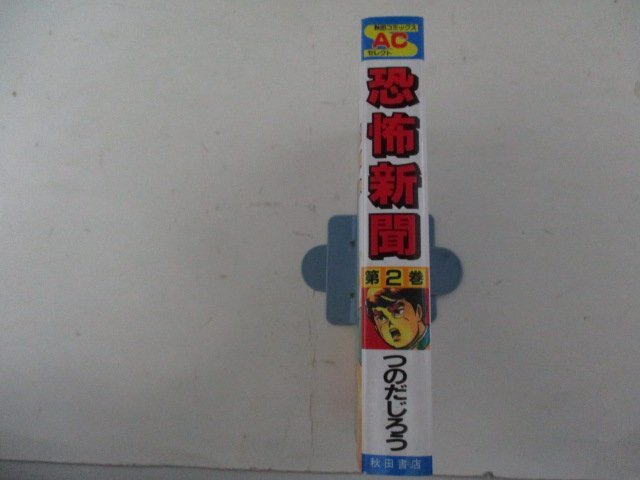 秋田コミックス
AC
セレクト
恐怖新聞
第2巻
つのだじろう
秋田書店